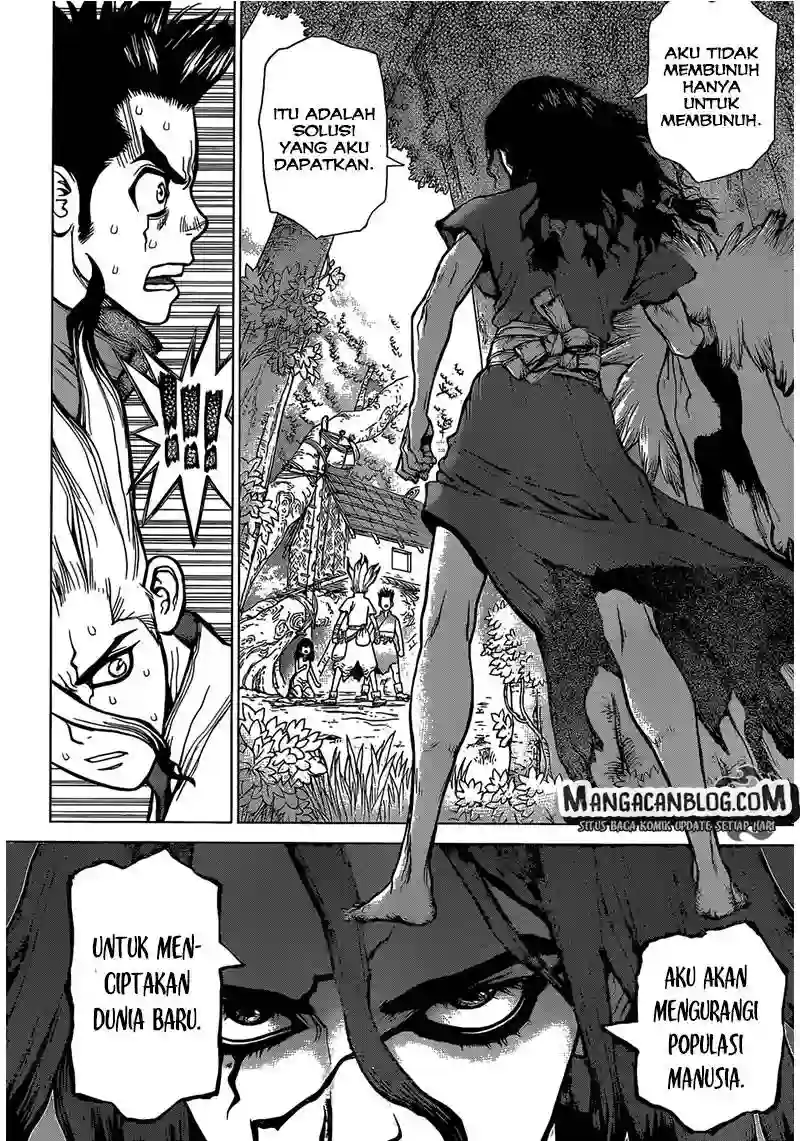 AKU TIDAK
MEMBUNUH
HANYA
UNTUK
MEMBUNUH.
ITU ADALAH
SOLUSI
YANG AKU
DAPATKAN.
!!!
MANGACANBLOG.COM
SITUS BACA KOMIK UPDATE SETIAP HARI
AKU AKAN
MENGURANGI
POPULASI
MANUSIA.
UNTUK MEN-
CIPTAKAN
DUNIA BARU.